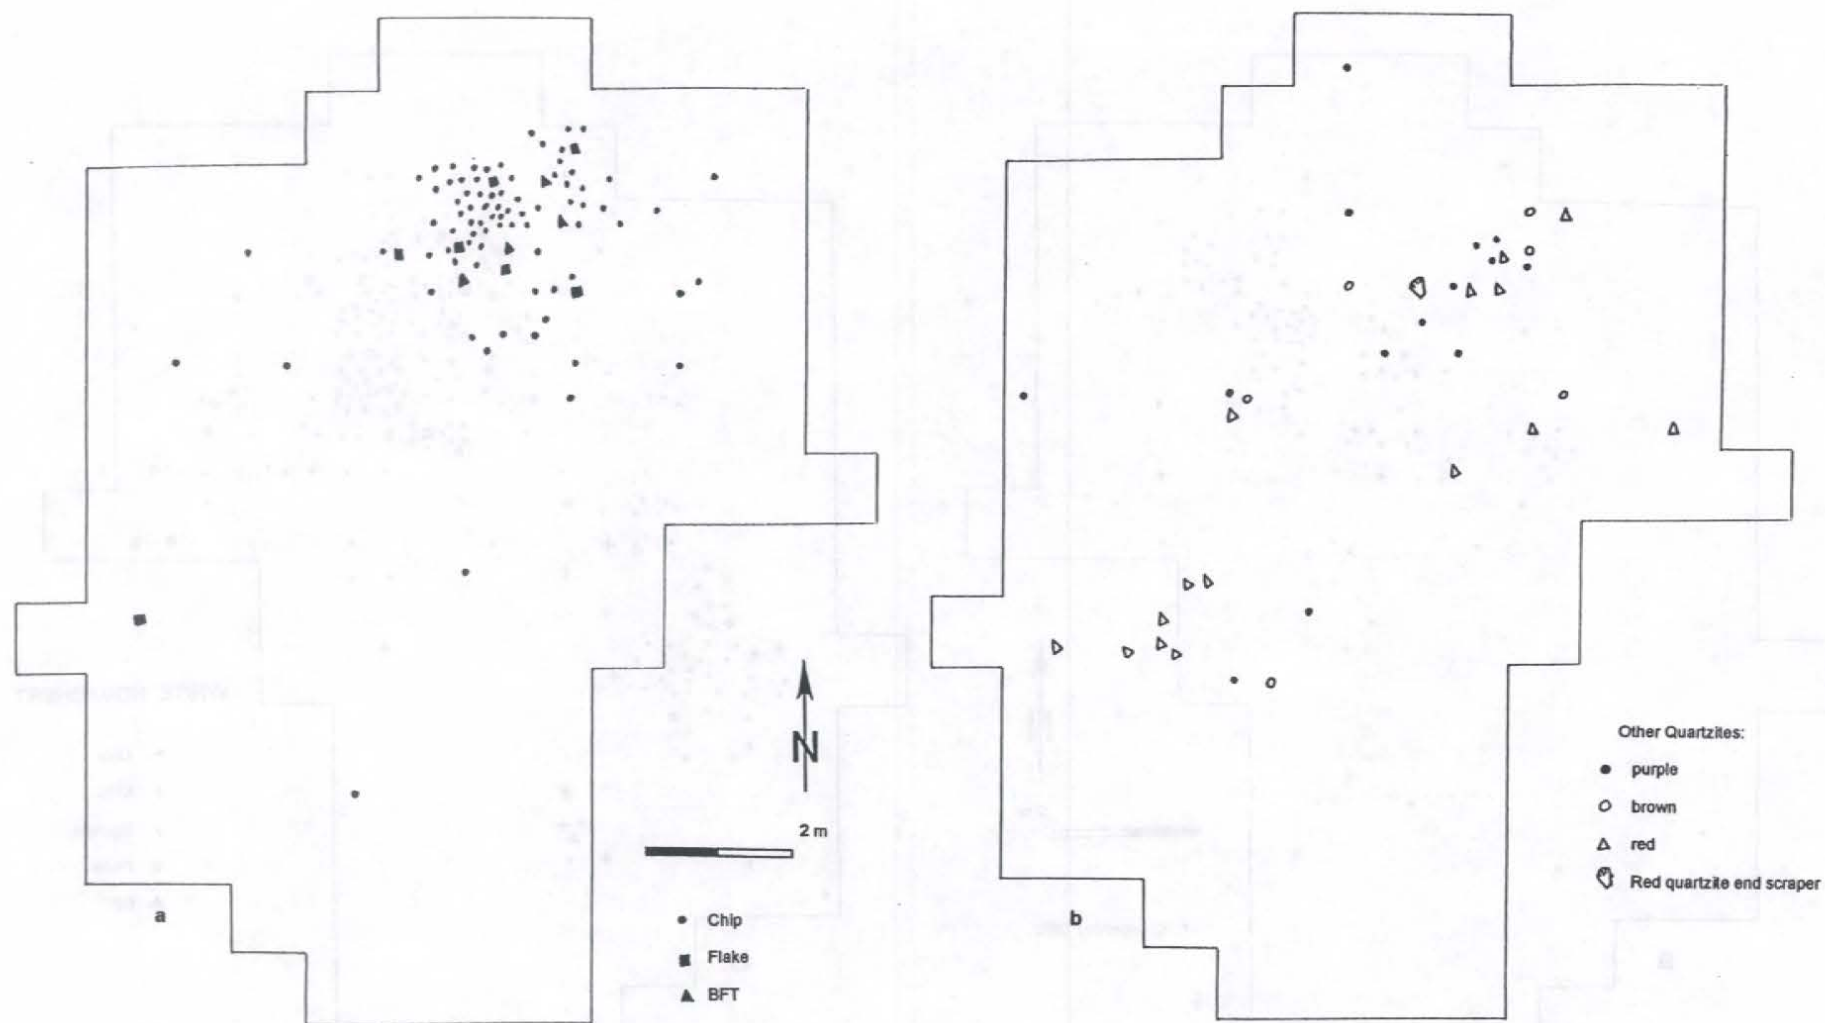 N
2 m
Chip
Flake
BFT
a
b
Other Quartzites:
purple
brown
red
Red quartzite end scraper